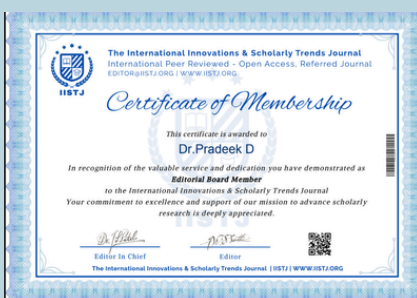 The International Innovations & Scholarly Trends Journal
International Peer Reviewed - Open Access, Referred Journal
EDITOR@IISTJ.ORG | WWW.IISTJ.ORG
IISTJ
Certificate of Membership
This certificate is awarded to
Dr.Pradeek D
In recognition of the valuable service and dedication you have demonstrated as
Editorial Board Member
to the International Innovations & Scholarly Trends Journal
Your commitment to excellence and support of our mission to advance scholarly
research is deeply appreciated.
IISTJ
Editor In Chief
Editor
The International Innovations & Scholarly Trends Journal | IISTJ | WWW.IISTJ.ORG